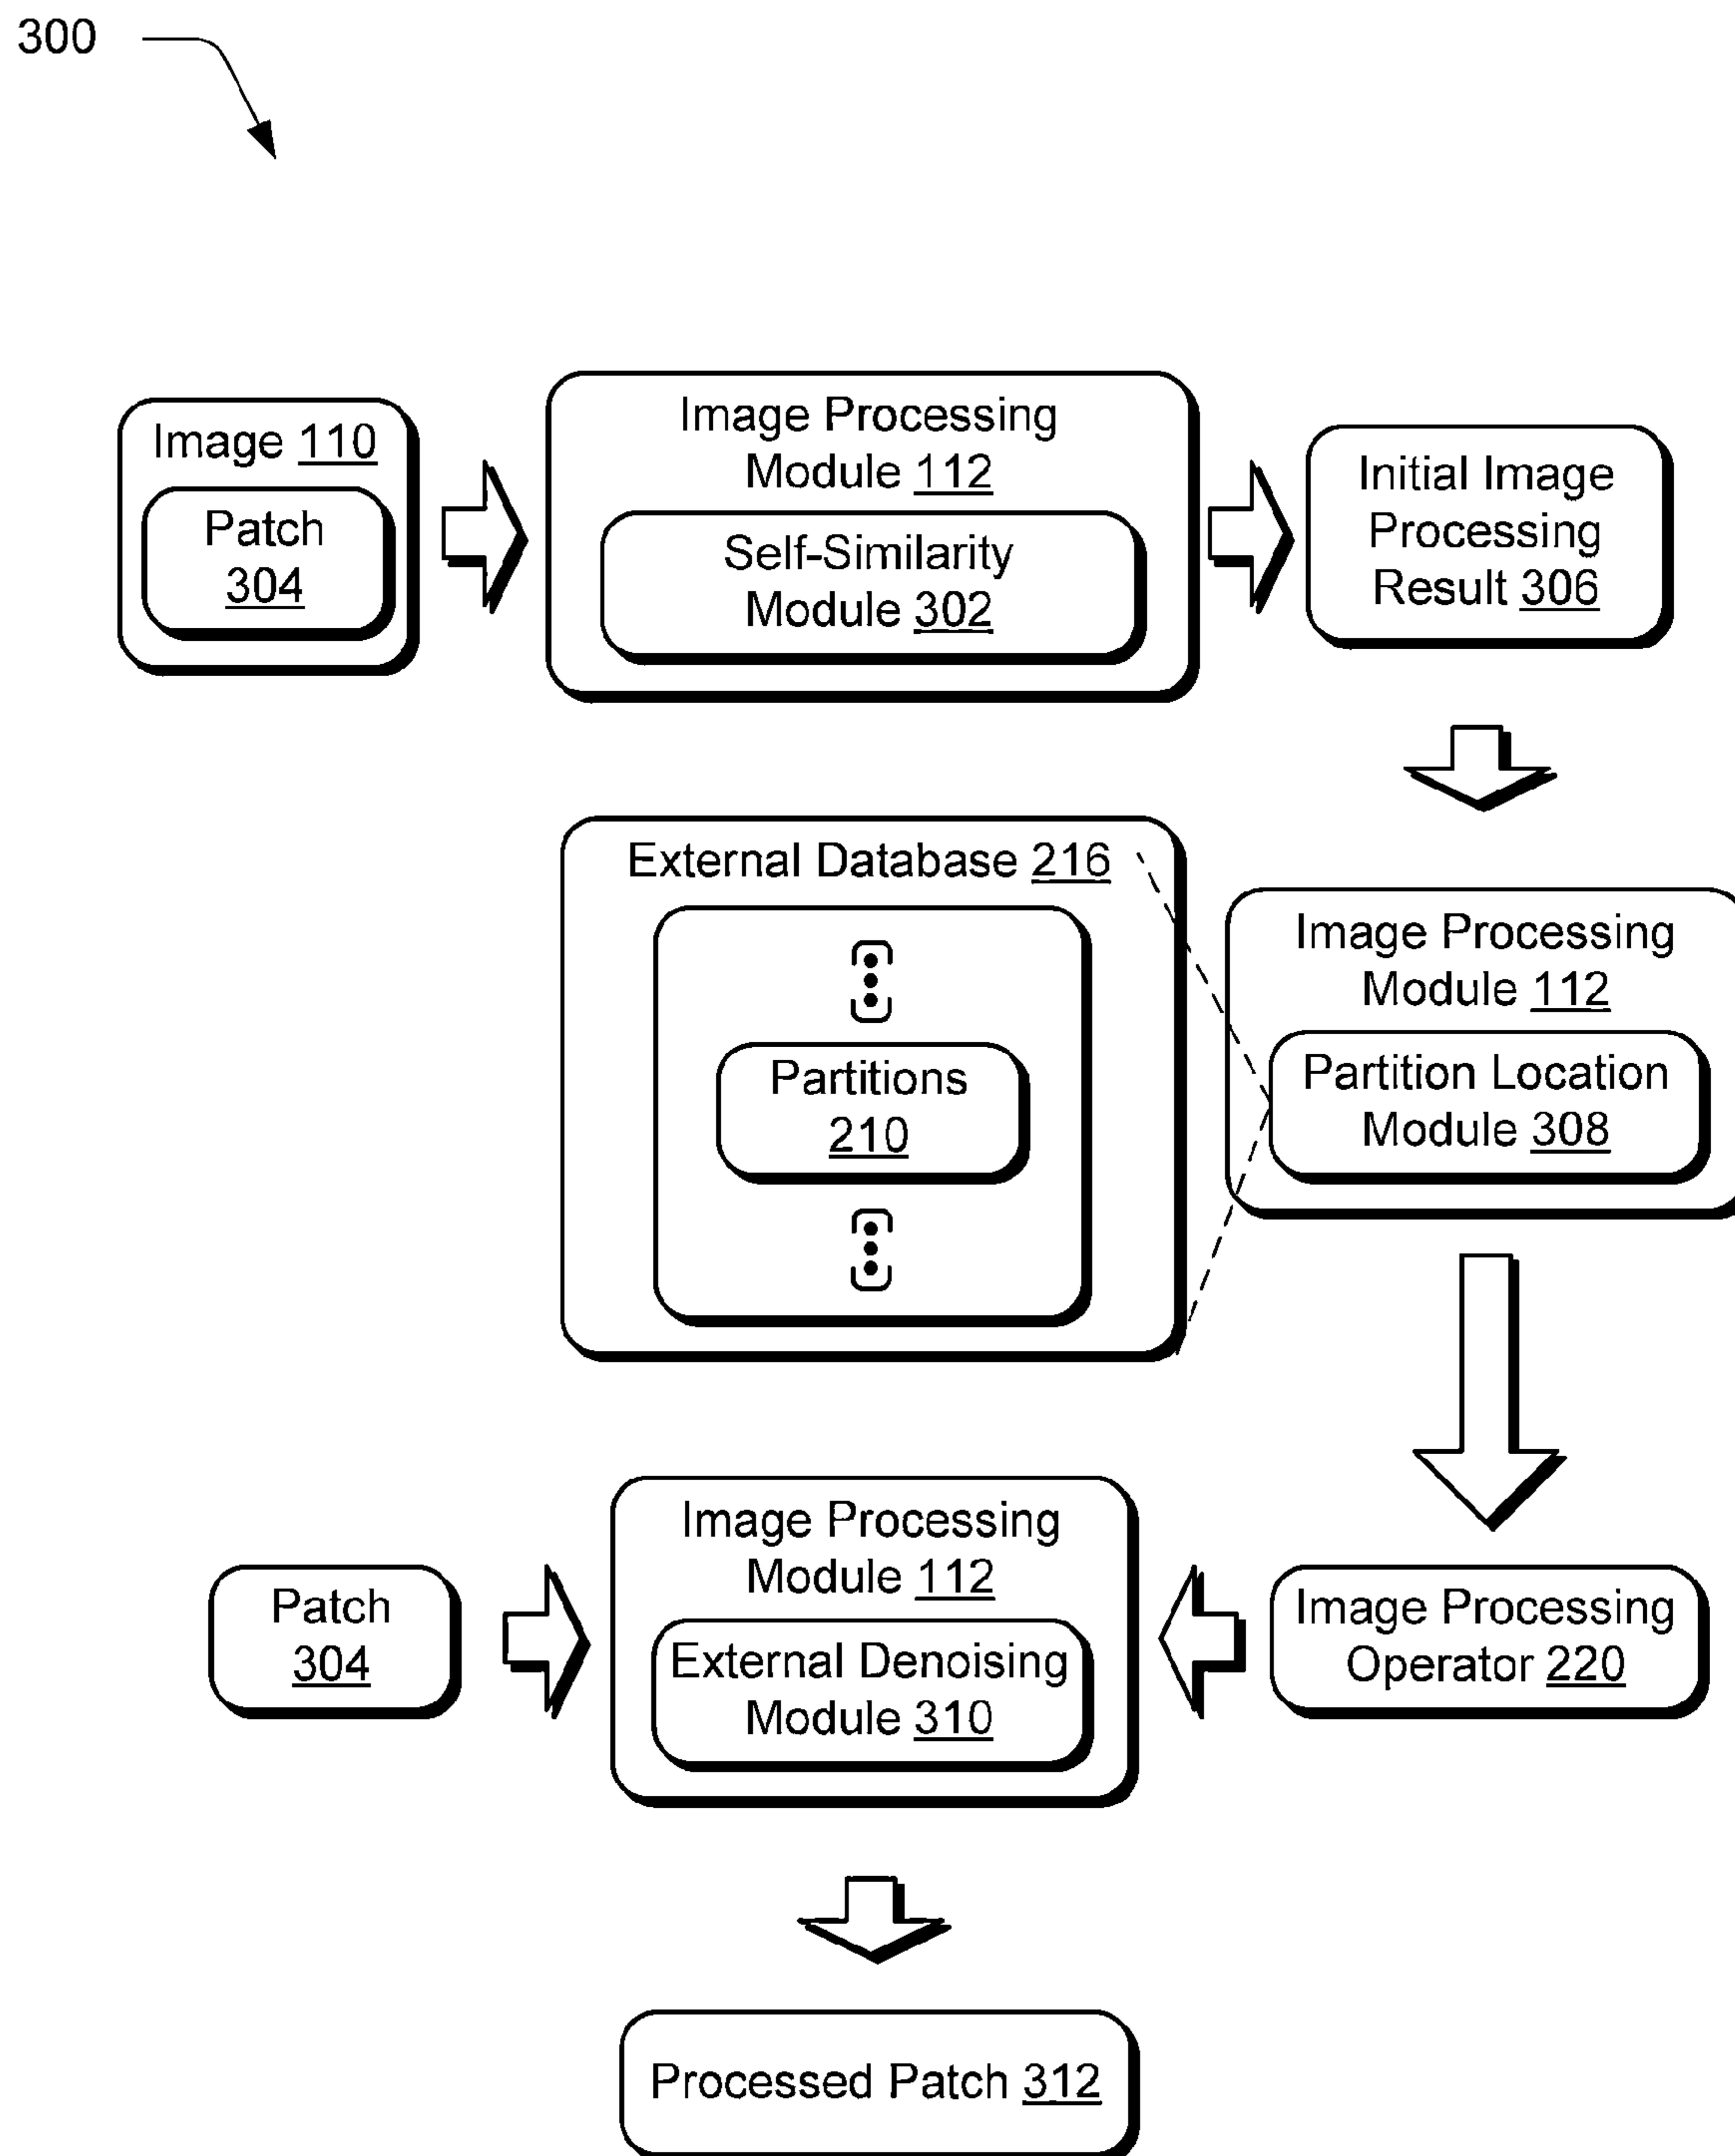 300
Image 110
Patch
304
Image Processing
Module 112
Self-Similarity
Module 302
Initial Image
Processing
Result 306
External Database 216
Partitions
210
Image Processing
Module 112
Partition Location
Module 308
Patch
304
Image Processing
Module 112
External Denoising
Module 310
Image Processing
Operator 220
Processed Patch 312